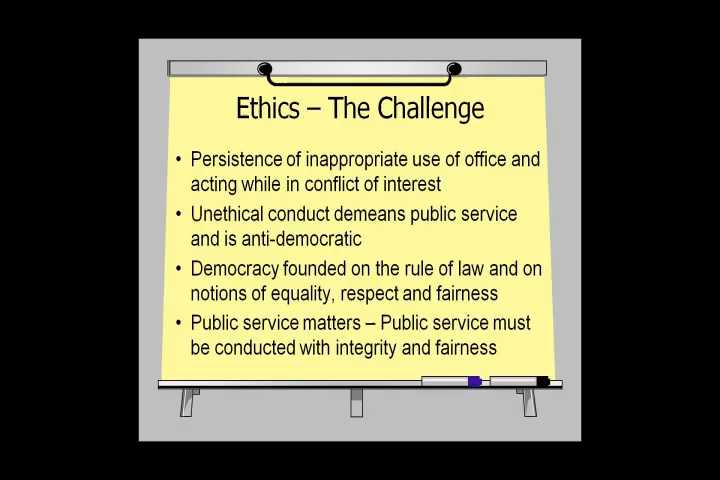 Ethics – The Challenge
• Persistence of inappropriate use of office and
acting while in conflict of interest
• Unethical conduct demeans public service
and is anti-democratic
• Democracy founded on the rule of law and on
notions of equality, respect and fairness
• Public service matters – Public service must
be conducted with integrity and fairness